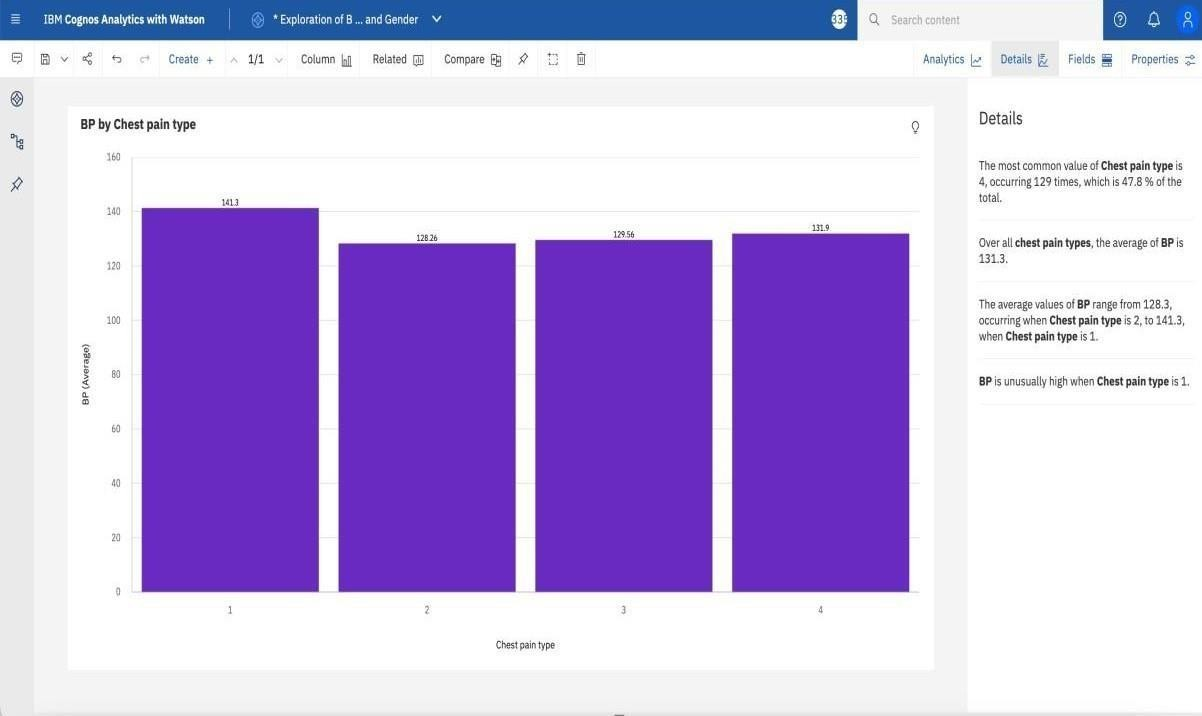 IBM Cognos Analytics with Watson
* Exploration of B ... and Gender
Search content
Create +
1/1
Column
Related
Compare
Analytics
Details
Fields
Properties
BP by Chest pain type
160
140
120
100
80
60
40
20
0
BP (Average)
141.3
128.26
129.56
131.9
1
2
3
4
Chest pain type
Details
The most common value of Chest pain type is
4, occurring 129 times, which is 47.8 % of the
total.
Over all chest pain types, the average of BP is
131.3.
The average values of BP range from 128.3,
occurring when Chest pain type is 2, to 141.3,
when Chest pain type is 1.
BP is unusually high when Chest pain type is 1.